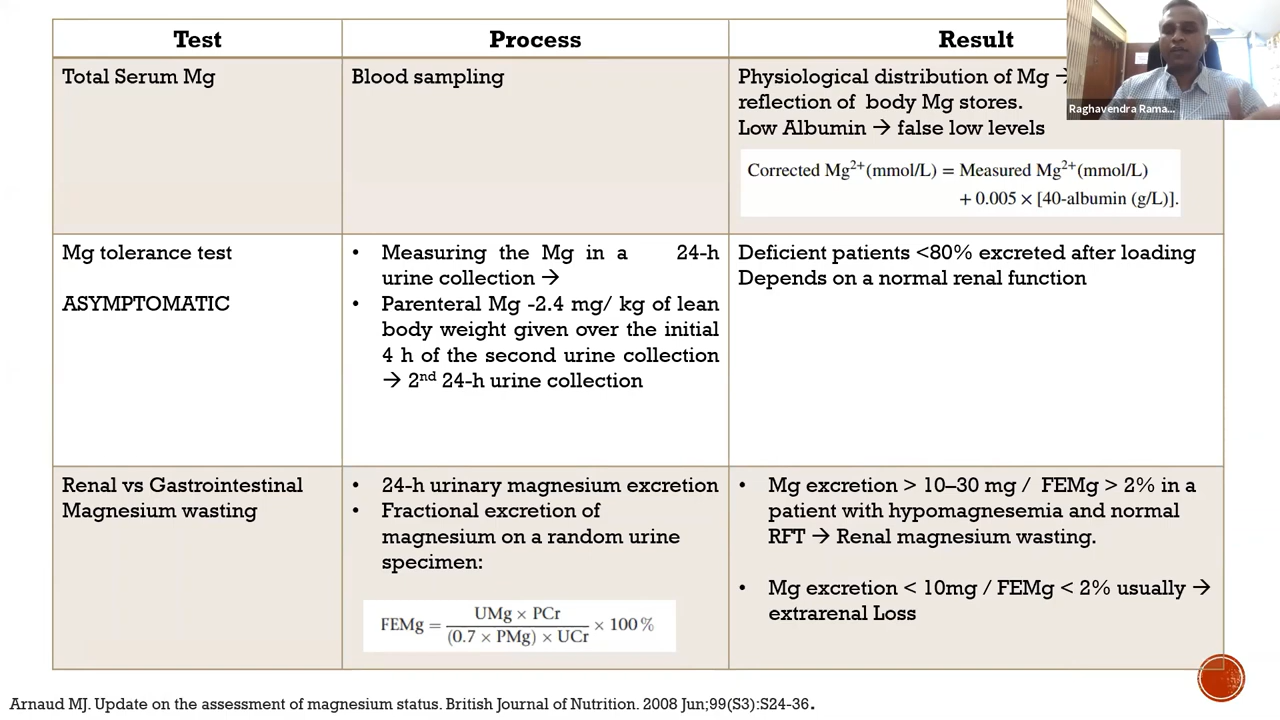 Test
Process
Result
Total Serum Mg
Blood sampling
Physiological distribution of Mg →
reflection of body Mg stores.
Low Albumin → false low levels
Corrected Mg²⁺(mmol/L) = Measured Mg²⁺(mmol/L)
+ 0.005 × [40-albumin (g/L)].
Raghavendra Rama...
Mg tolerance test
ASYMPTOMATIC
• Measuring the Mg in a 24-h
urine collection →
• Parenteral Mg -2.4 mg/ kg of lean
body weight given over the initial
4 h of the second urine collection
→ 2ⁿᵈ 24-h urine collection
Deficient patients <80% excreted after loading
Depends on a normal renal function
Renal vs Gastrointestinal
Magnesium wasting
• 24-h urinary magnesium excretion
• Fractional excretion of
magnesium on a random urine
specimen:
FEMg = UMg × PCr / (0.7 × PMg) × UCr × 100%
• Mg excretion > 10–30 mg / FEMg > 2% in a
patient with hypomagnesemia and normal
RFT → Renal magnesium wasting.
• Mg excretion < 10mg / FEMg < 2% usually →
extrarenal Loss
Arnaud MJ. Update on the assessment of magnesium status. British Journal of Nutrition. 2008 Jun;99(S3):S24-36.